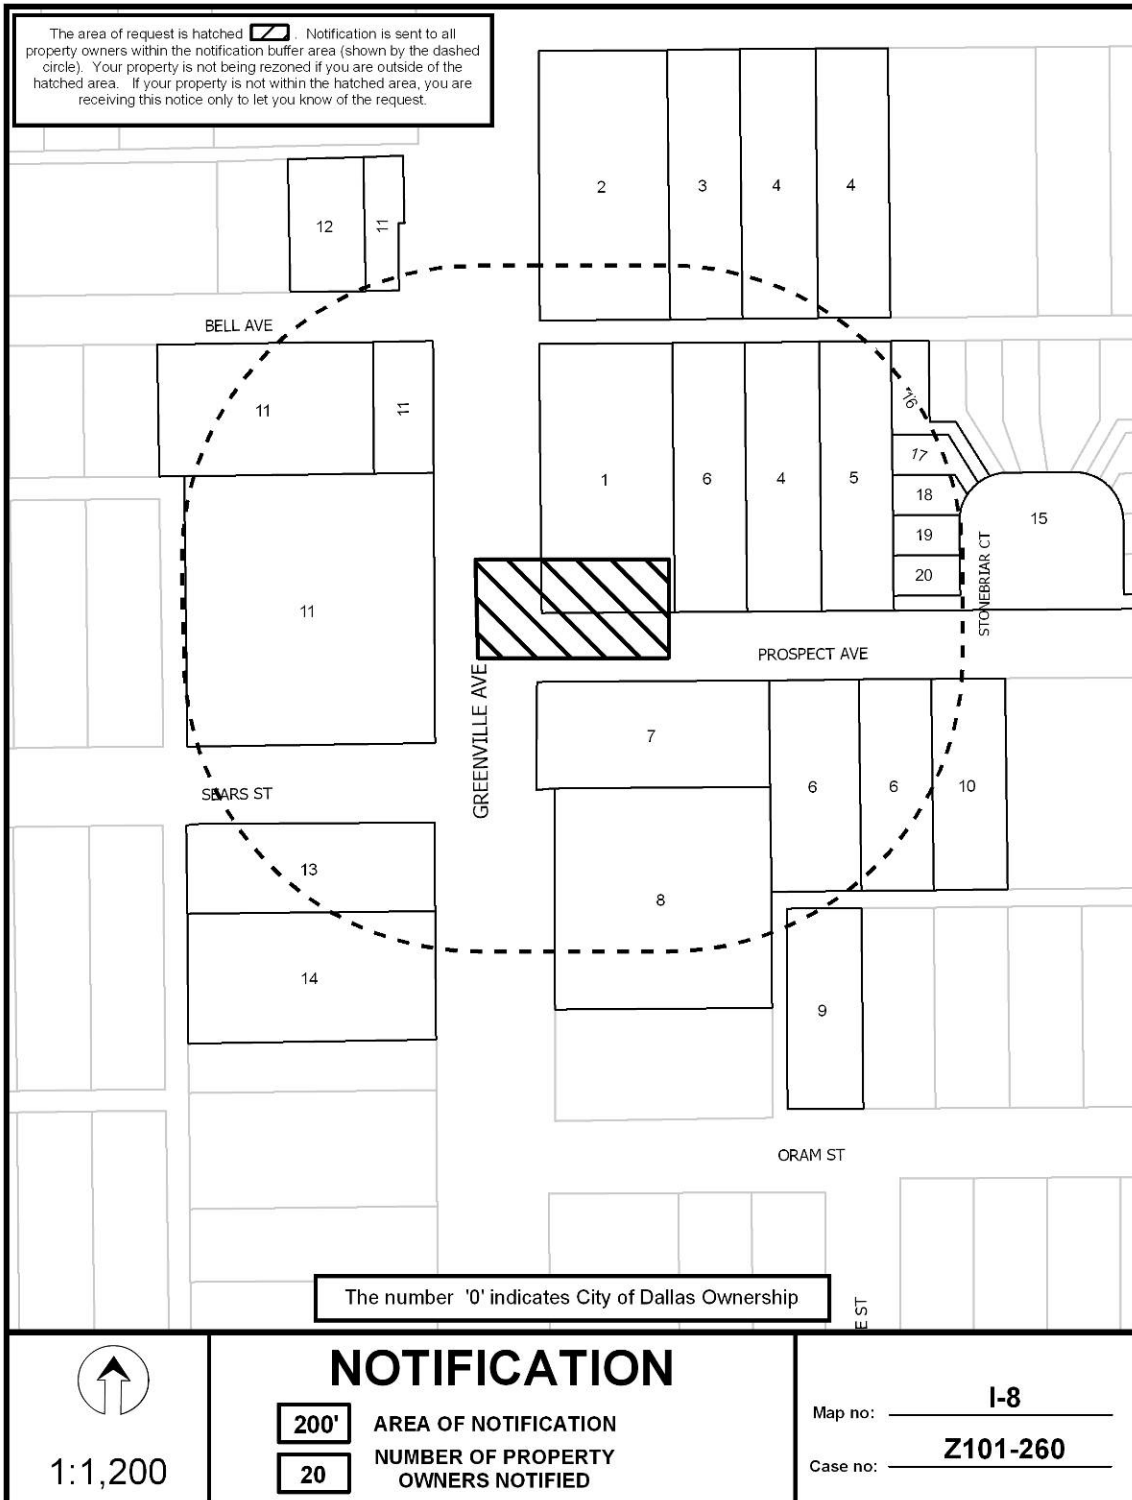 The area of request is hatched . Notification is sent to all
property owners within the notification buffer area (shown by the dashed
circle). Your property is not being rezoned if you are outside of the
hatched area. If your property is not within the hatched area, you are
receiving this notice only to let you know of the request.
2
3
4
4
12
11
BELL AVE
11
11
1
6
4
5
16
17
18
19
20
15
STONEBRIAR CT
11
PROSPECT AVE
GREENVILLE AVE
7
6
6
10
SEARS ST
13
8
14
9
ORAM ST
The number '0' indicates City of Dallas Ownership
E ST
1:1,200
NOTIFICATION
200' AREA OF NOTIFICATION
20 NUMBER OF PROPERTY
OWNERS NOTIFIED
Map no: I-8
Case no: Z101-260